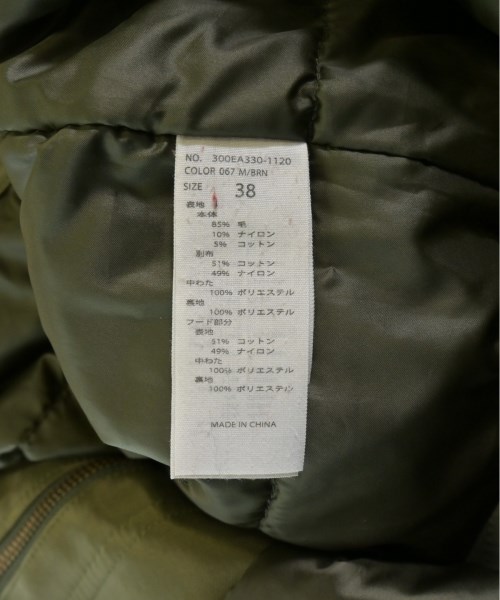 NO. 300EA330-1120
COLOR 067 M/BRN
SIZE 38
表地
本体
85% 毛
10% ナイロン
5% コットン
別布
51% コットン
49% ナイロン
中わた
100% ポリエステル
裏地
100% ポリエステル
フード部分
表地
51% コットン
49% ナイロン
中わた
100% ポリエステル
裏地
100% ポリエステル
MADE IN CHINA